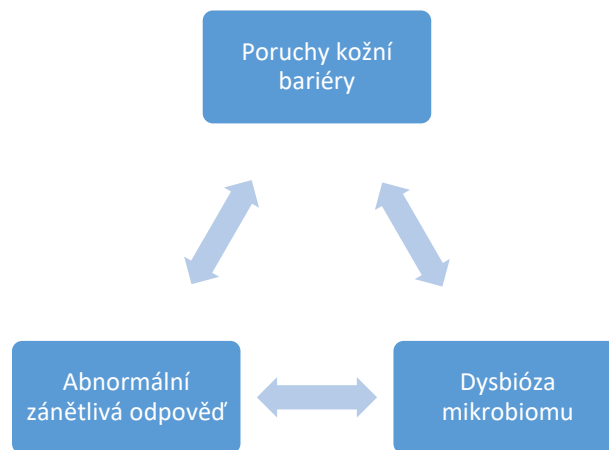 Poruchy kožní
bariéry
Abnormální
zánětlivá odpověď
Dysbióza
mikrobiomu